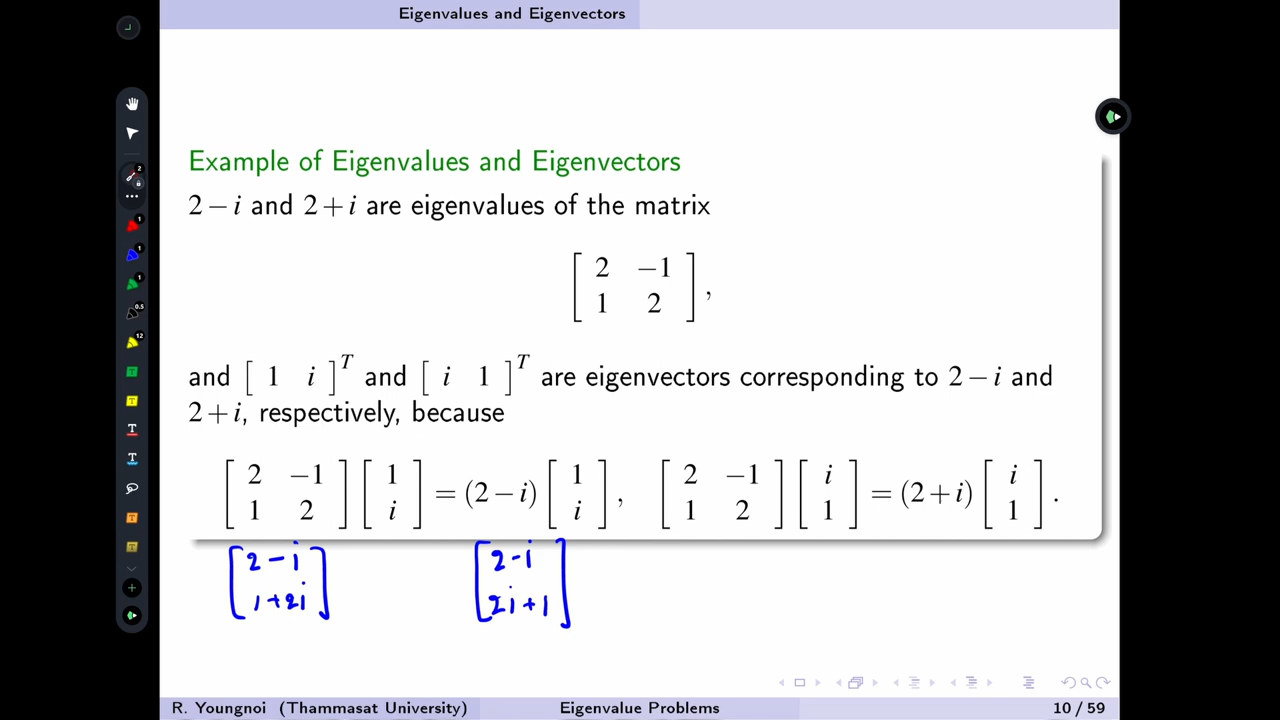 Eigenvalues and Eigenvectors
Example of Eigenvalues and Eigenvectors
2 − i and 2 + i are eigenvalues of the matrix
[ 2 −1
1 2 ],
and [ 1 i ]^T and [ i 1 ]^T are eigenvectors corresponding to 2 − i and
2 + i, respectively, because
[ 2 −1 ; 1 2 ] [ 1 ; i ] = (2 − i) [ 1 ; i ], [ 2 −1 ; 1 2 ] [ i ; 1 ] = (2 + i) [ i ; 1 ].
[ 2 - i ; 1 + 2i ] [ 2 - i ; 2i + 1 ]
R. Youngnoi (Thammasat University) Eigenvalue Problems 10 / 59